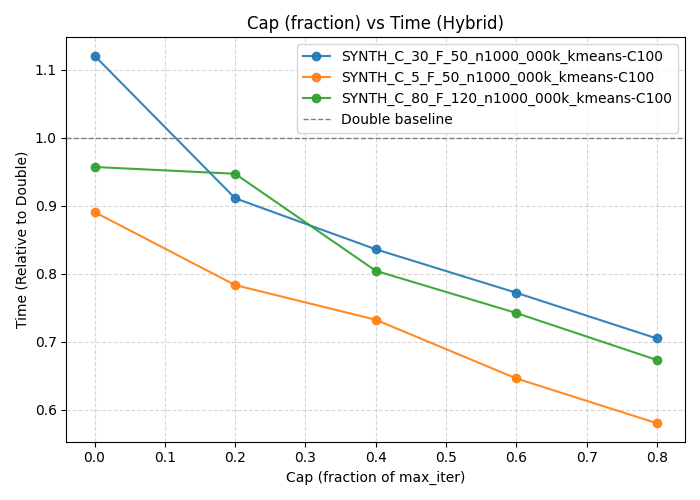 Cap (fraction) vs Time (Hybrid)
SYNTH_C_30_F_50_n1000_000k_kmeans-C100
SYNTH_C_5_F_50_n1000_000k_kmeans-C100
SYNTH_C_80_F_120_n1000_000k_kmeans-C100
Double baseline
Time (Relative to Double)
1.1
1.0
0.9
0.8
0.7
0.6
0.0 0.1 0.2 0.3 0.4 0.5 0.6 0.7 0.8
Cap (fraction of max_iter)